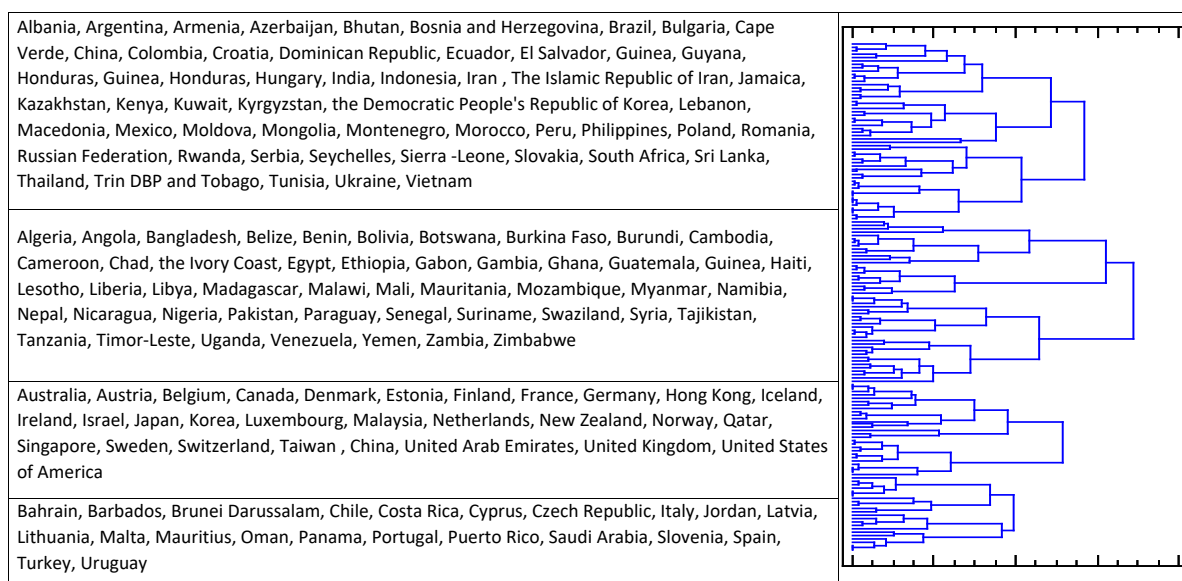 Albania, Argentina, Armenia, Azerbaijan, Bhutan, Bosnia and Herzegovina, Brazil, Bulgaria, Cape
Verde, China, Colombia, Croatia, Dominican Republic, Ecuador, El Salvador, Guinea, Guyana,
Honduras, Guinea, Honduras, Hungary, India, Indonesia, Iran , The Islamic Republic of Iran, Jamaica,
Kazakhstan, Kenya, Kuwait, Kyrgyzstan, the Democratic People's Republic of Korea, Lebanon,
Macedonia, Mexico, Moldova, Mongolia, Montenegro, Morocco, Peru, Philippines, Poland, Romania,
Russian Federation, Rwanda, Serbia, Seychelles, Sierra -Leone, Slovakia, South Africa, Sri Lanka,
Thailand, Trin DBP and Tobago, Tunisia, Ukraine, Vietnam
Algeria, Angola, Bangladesh, Belize, Benin, Bolivia, Botswana, Burkina Faso, Burundi, Cambodia,
Cameroon, Chad, the Ivory Coast, Egypt, Ethiopia, Gabon, Gambia, Ghana, Guatemala, Guinea, Haiti,
Lesotho, Liberia, Libya, Madagascar, Malawi, Mali, Mauritania, Mozambique, Myanmar, Namibia,
Nepal, Nicaragua, Nigeria, Pakistan, Paraguay, Senegal, Suriname, Swaziland, Syria, Tajikistan,
Tanzania, Timor-Leste, Uganda, Venezuela, Yemen, Zambia, Zimbabwe
Australia, Austria, Belgium, Canada, Denmark, Estonia, Finland, France, Germany, Hong Kong, Iceland,
Ireland, Israel, Japan, Korea, Luxembourg, Malaysia, Netherlands, New Zealand, Norway, Qatar,
Singapore, Sweden, Switzerland, Taiwan , China, United Arab Emirates, United Kingdom, United States
of America
Bahrain, Barbados, Brunei Darussalam, Chile, Costa Rica, Cyprus, Czech Republic, Italy, Jordan, Latvia,
Lithuania, Malta, Mauritius, Oman, Panama, Portugal, Puerto Rico, Saudi Arabia, Slovenia, Spain,
Turkey, Uruguay